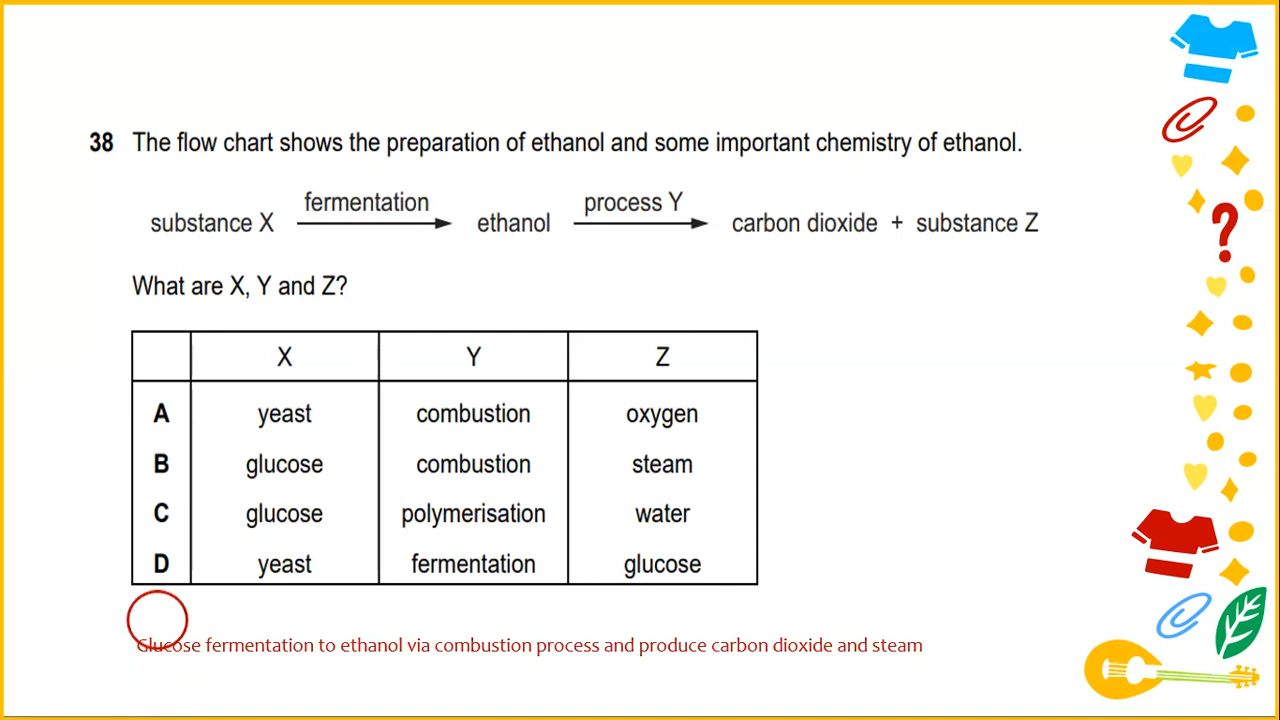 38 The flow chart shows the preparation of ethanol and some important chemistry of ethanol.
fermentation process Y
substance X ethanol carbon dioxide + substance Z
What are X, Y and Z?
X Y Z
A yeast combustion oxygen
B glucose combustion steam
C glucose polymerisation water
D yeast fermentation glucose
Glucose fermentation to ethanol via combustion process and produce carbon dioxide and steam
?